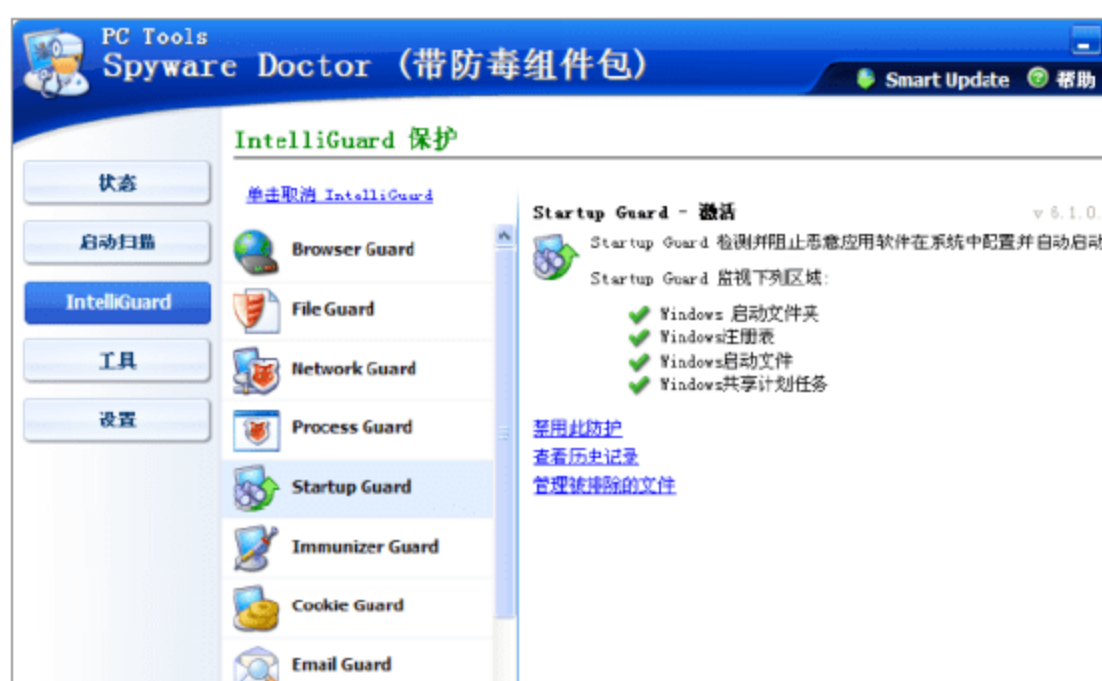 PC Tools
Spyware Doctor (带防毒组件包)
Smart Update 帮助
IntelliGuard 保护
状态
启动扫描
IntelliGuard
工具
设置
单击取消 IntelliGuard
Browser Guard
File Guard
Network Guard
Process Guard
Startup Guard
Immunizer Guard
Cookie Guard
Email Guard
Startup Guard - 激活
v 6.1.0.
Startup Guard 检测并阻止恶意应用软件在系统中配置并自动启动
Startup Guard 监视下列区域:
Windows 启动文件夹
Windows注册表
Windows启动文件
Windows共享计划任务
禁用此防护
查看历史记录
管理被排除的文件